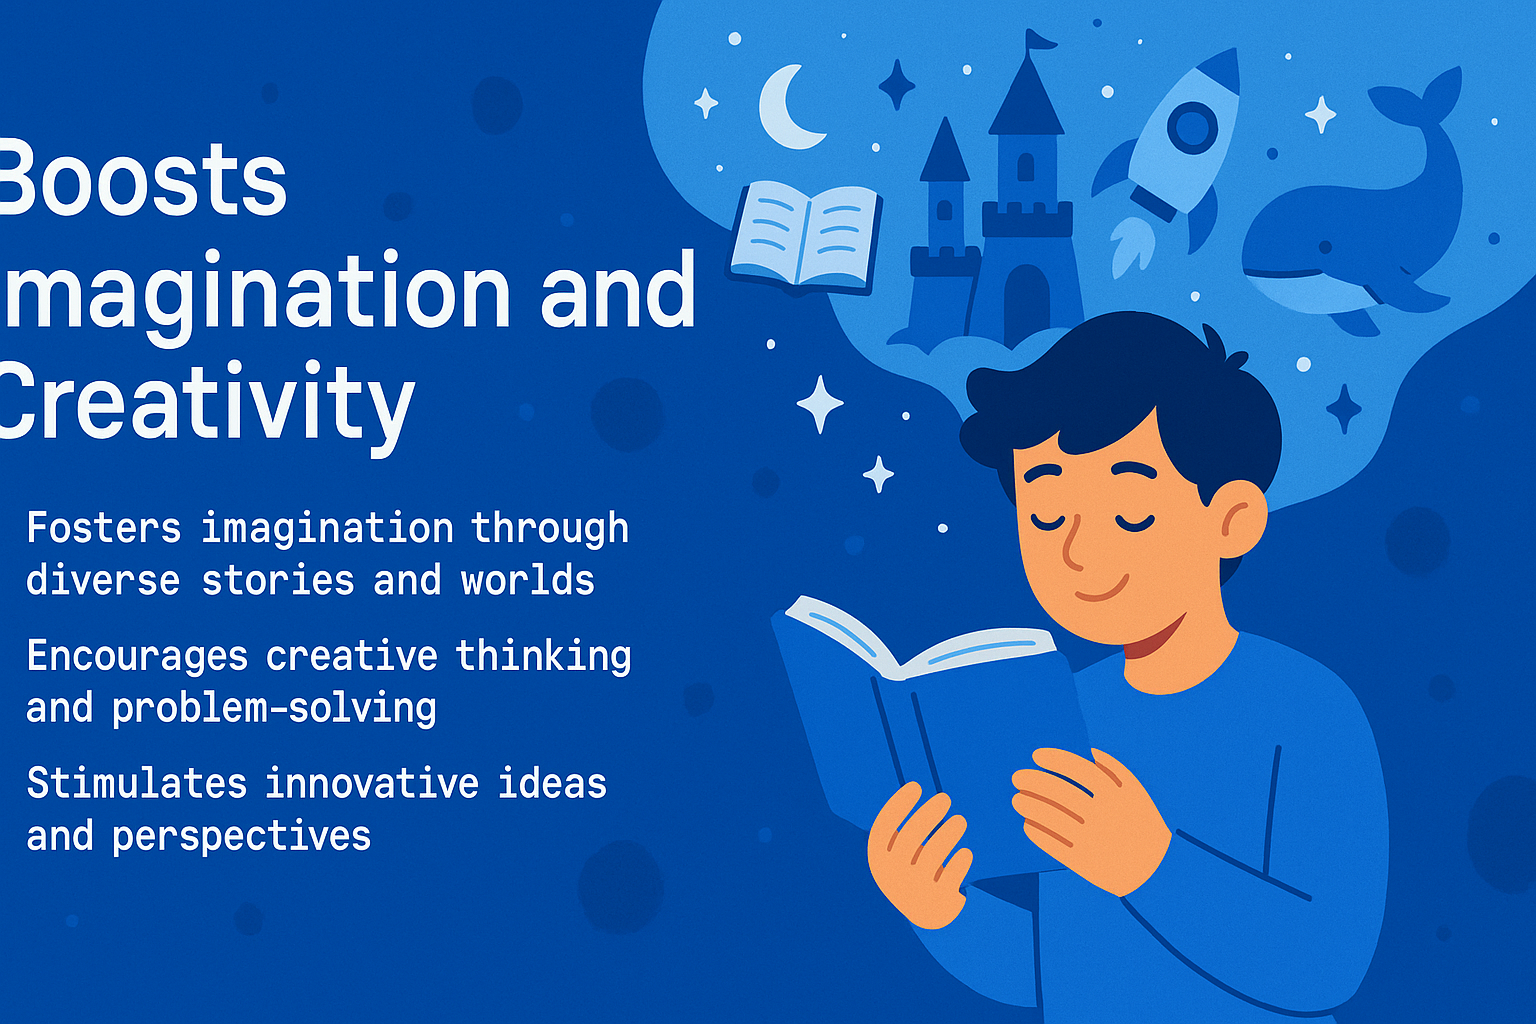 Boosts
Imagination and
Creativity
Fosters imagination through
diverse stories and worlds
Encourages creative thinking
and problem-solving
Stimulates innovative ideas
and perspectives